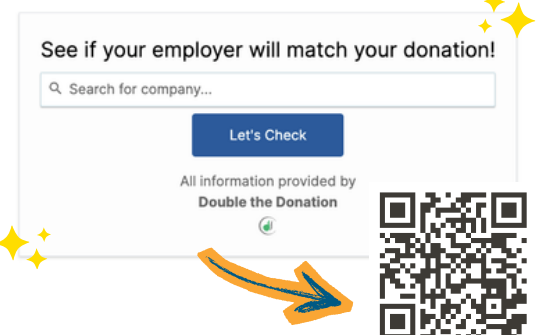 See if your employer will match your donation!
Search for company...
Let's Check
All information provided by
Double the Donation